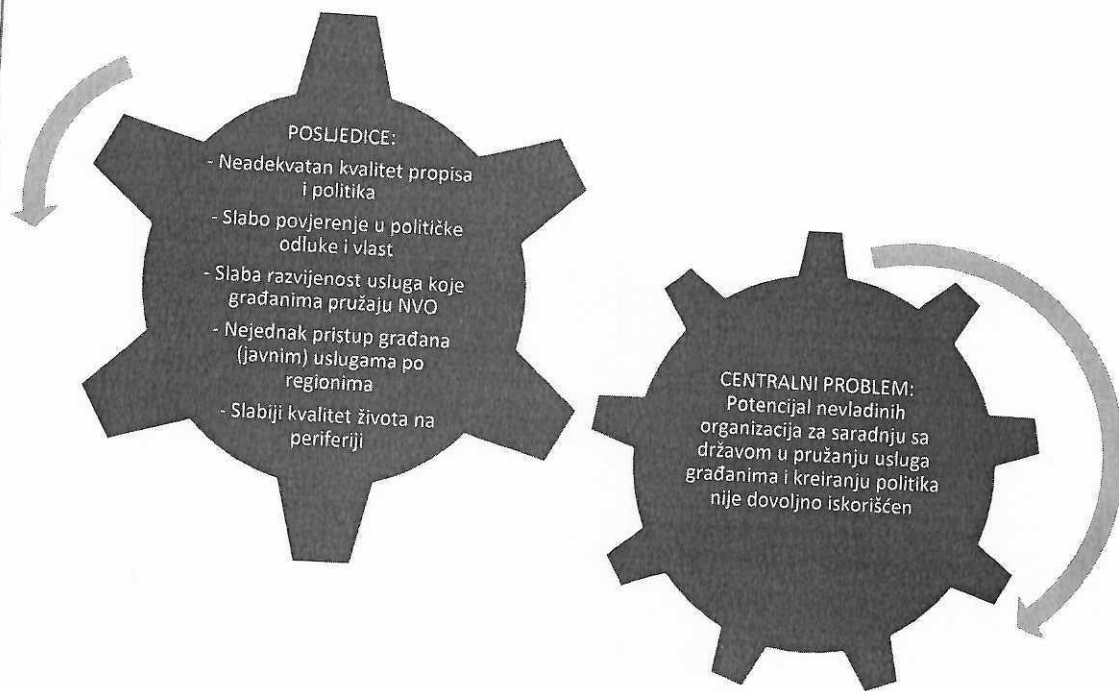 POSLJEDICE:
- Neadekvatan kvalitet propisa
i politika
- Slabo povjerenje u političke
odluke i vlast
- Slaba razvijenost usluga koje
građanima pružaju NVO
- Nejednak pristup građana
(javnim) uslugama po
regionima
- Slabiji kvalitet života na
periferiji
CENTRALNI PROBLEM:
Potencijal nevladinih
organizacija za saradnju sa
državom u pružanju usluga
građanima i kreiranju politika
nije dovoljno iskorišćen